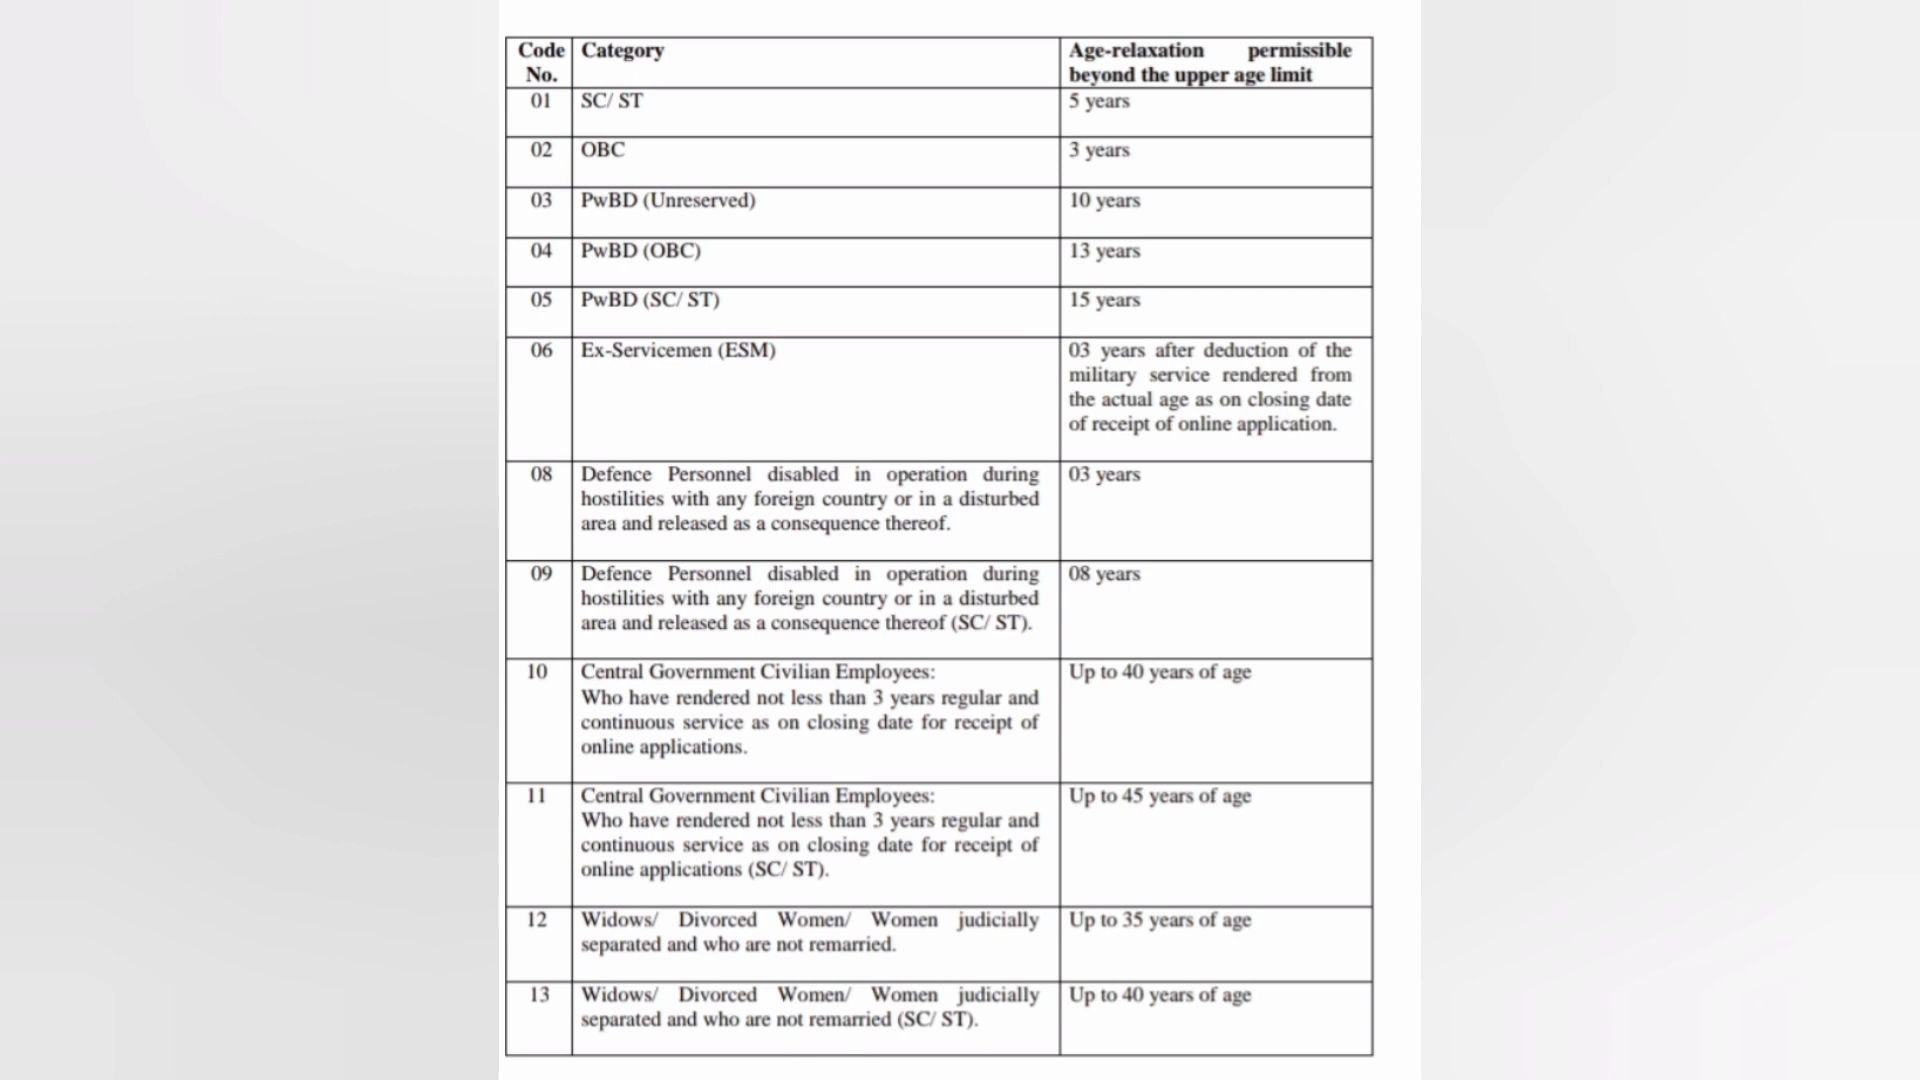 Code No. Category Age-relaxation permissible beyond the upper age limit
01 SC/ ST 5 years
02 OBC 3 years
03 PwBD (Unreserved) 10 years
04 PwBD (OBC) 13 years
05 PwBD (SC/ ST) 15 years
06 Ex-Servicemen (ESM) 03 years after deduction of the
military service rendered from
the actual age as on closing date
of receipt of online application.
08 Defence Personnel disabled in operation during 03 years
hostilities with any foreign country or in a disturbed
area and released as a consequence thereof.
09 Defence Personnel disabled in operation during 08 years
hostilities with any foreign country or in a disturbed
area and released as a consequence thereof (SC/ ST).
10 Central Government Civilian Employees: Up to 40 years of age
Who have rendered not less than 3 years regular and
continuous service as on closing date for receipt of
online applications.
11 Central Government Civilian Employees: Up to 45 years of age
Who have rendered not less than 3 years regular and
continuous service as on closing date for receipt of
online applications (SC/ ST).
12 Widows/ Divorced Women/ Women judicially Up to 35 years of age
separated and who are not remarried.
13 Widows/ Divorced Women/ Women judicially Up to 40 years of age
separated and who are not remarried (SC/ ST).